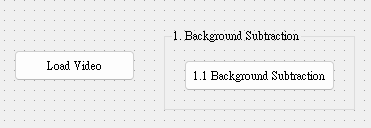 1. Background Subtraction
Load Video
1.1 Background Subtraction